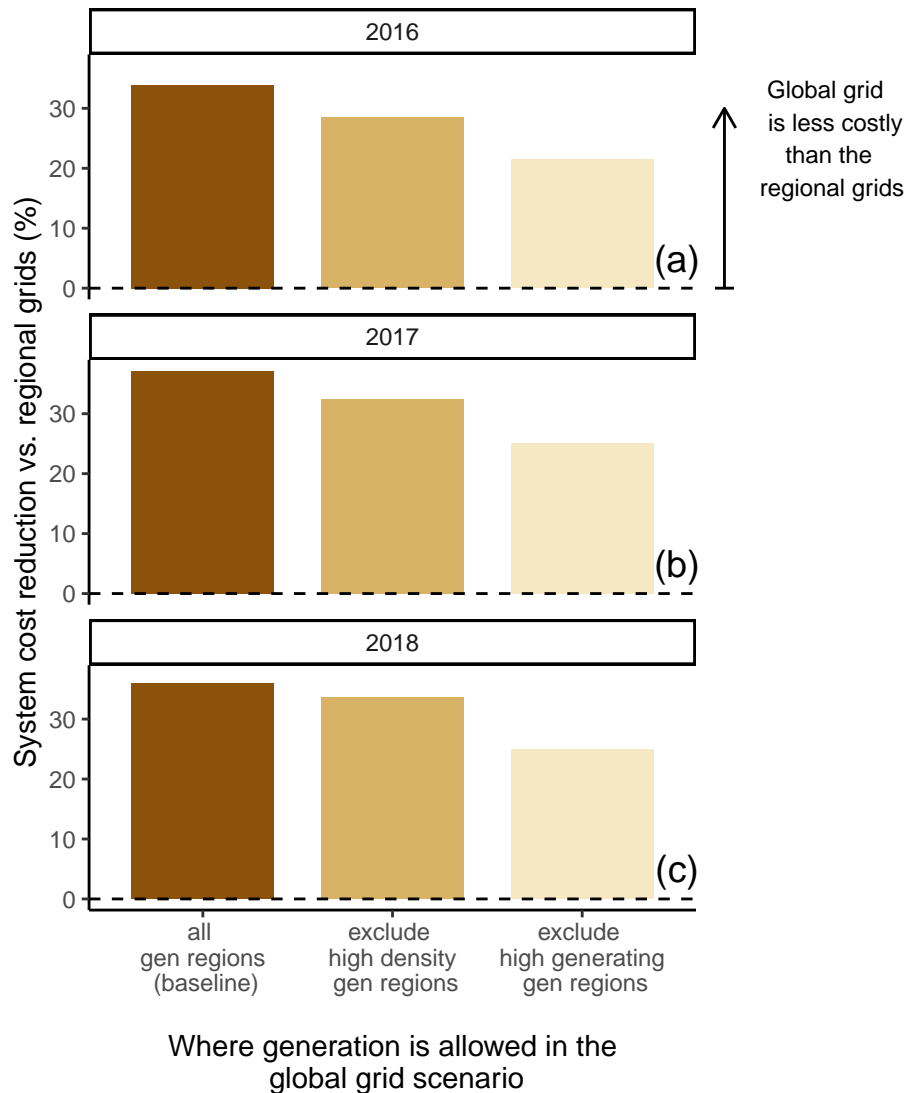 2016
30
20
10
0
(a)
Global grid
is less costly
than the
regional grids
2017
30
20
10
0
(b)
2018
30
20
10
0
(c)
System cost reduction vs. regional grids (%)
all
gen regions
(baseline)
exclude
high density
gen regions
exclude
high generating
gen regions
Where generation is allowed in the
global grid scenario